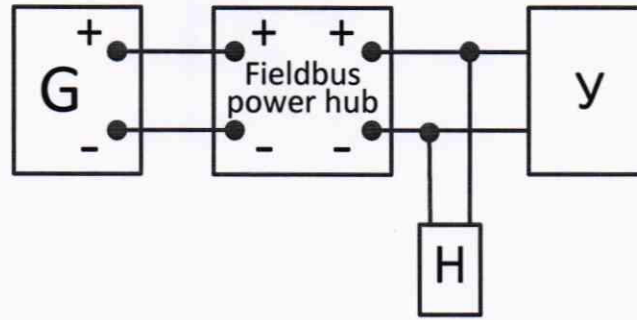 + + +
G Fieldbus У
power hub
- - -
H